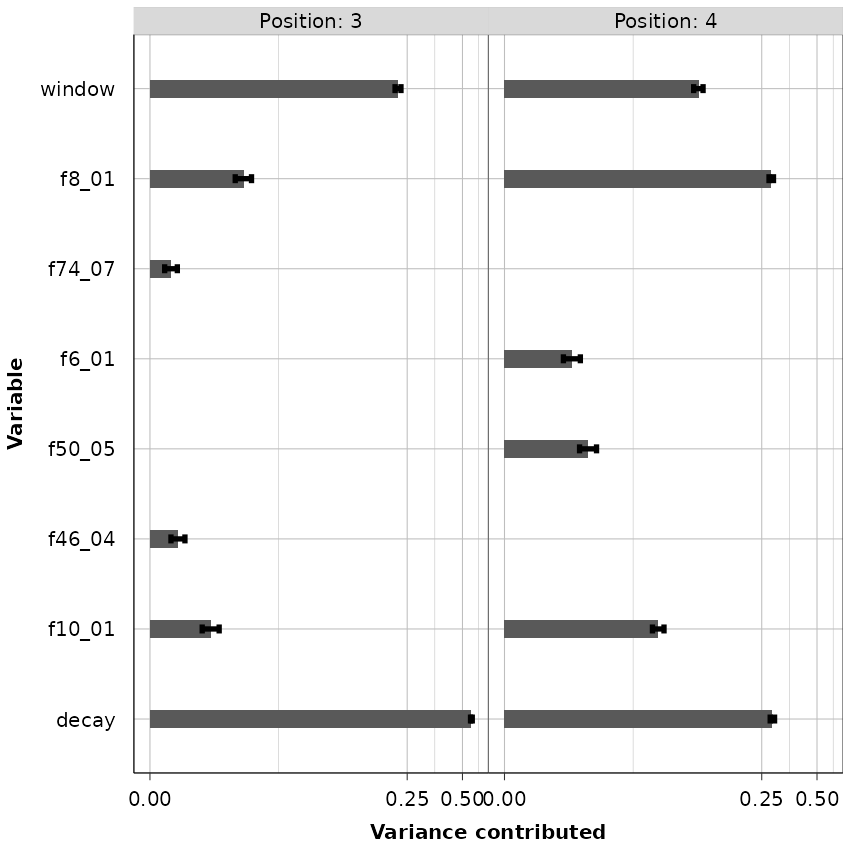 Position: 3
Position: 4
window
f8_01
f74_07
f6_01
f50_05
f46_04
f10_01
decay
Variable
0.00 0.25 0.50 0.00 0.25 0.50
Variance contributed